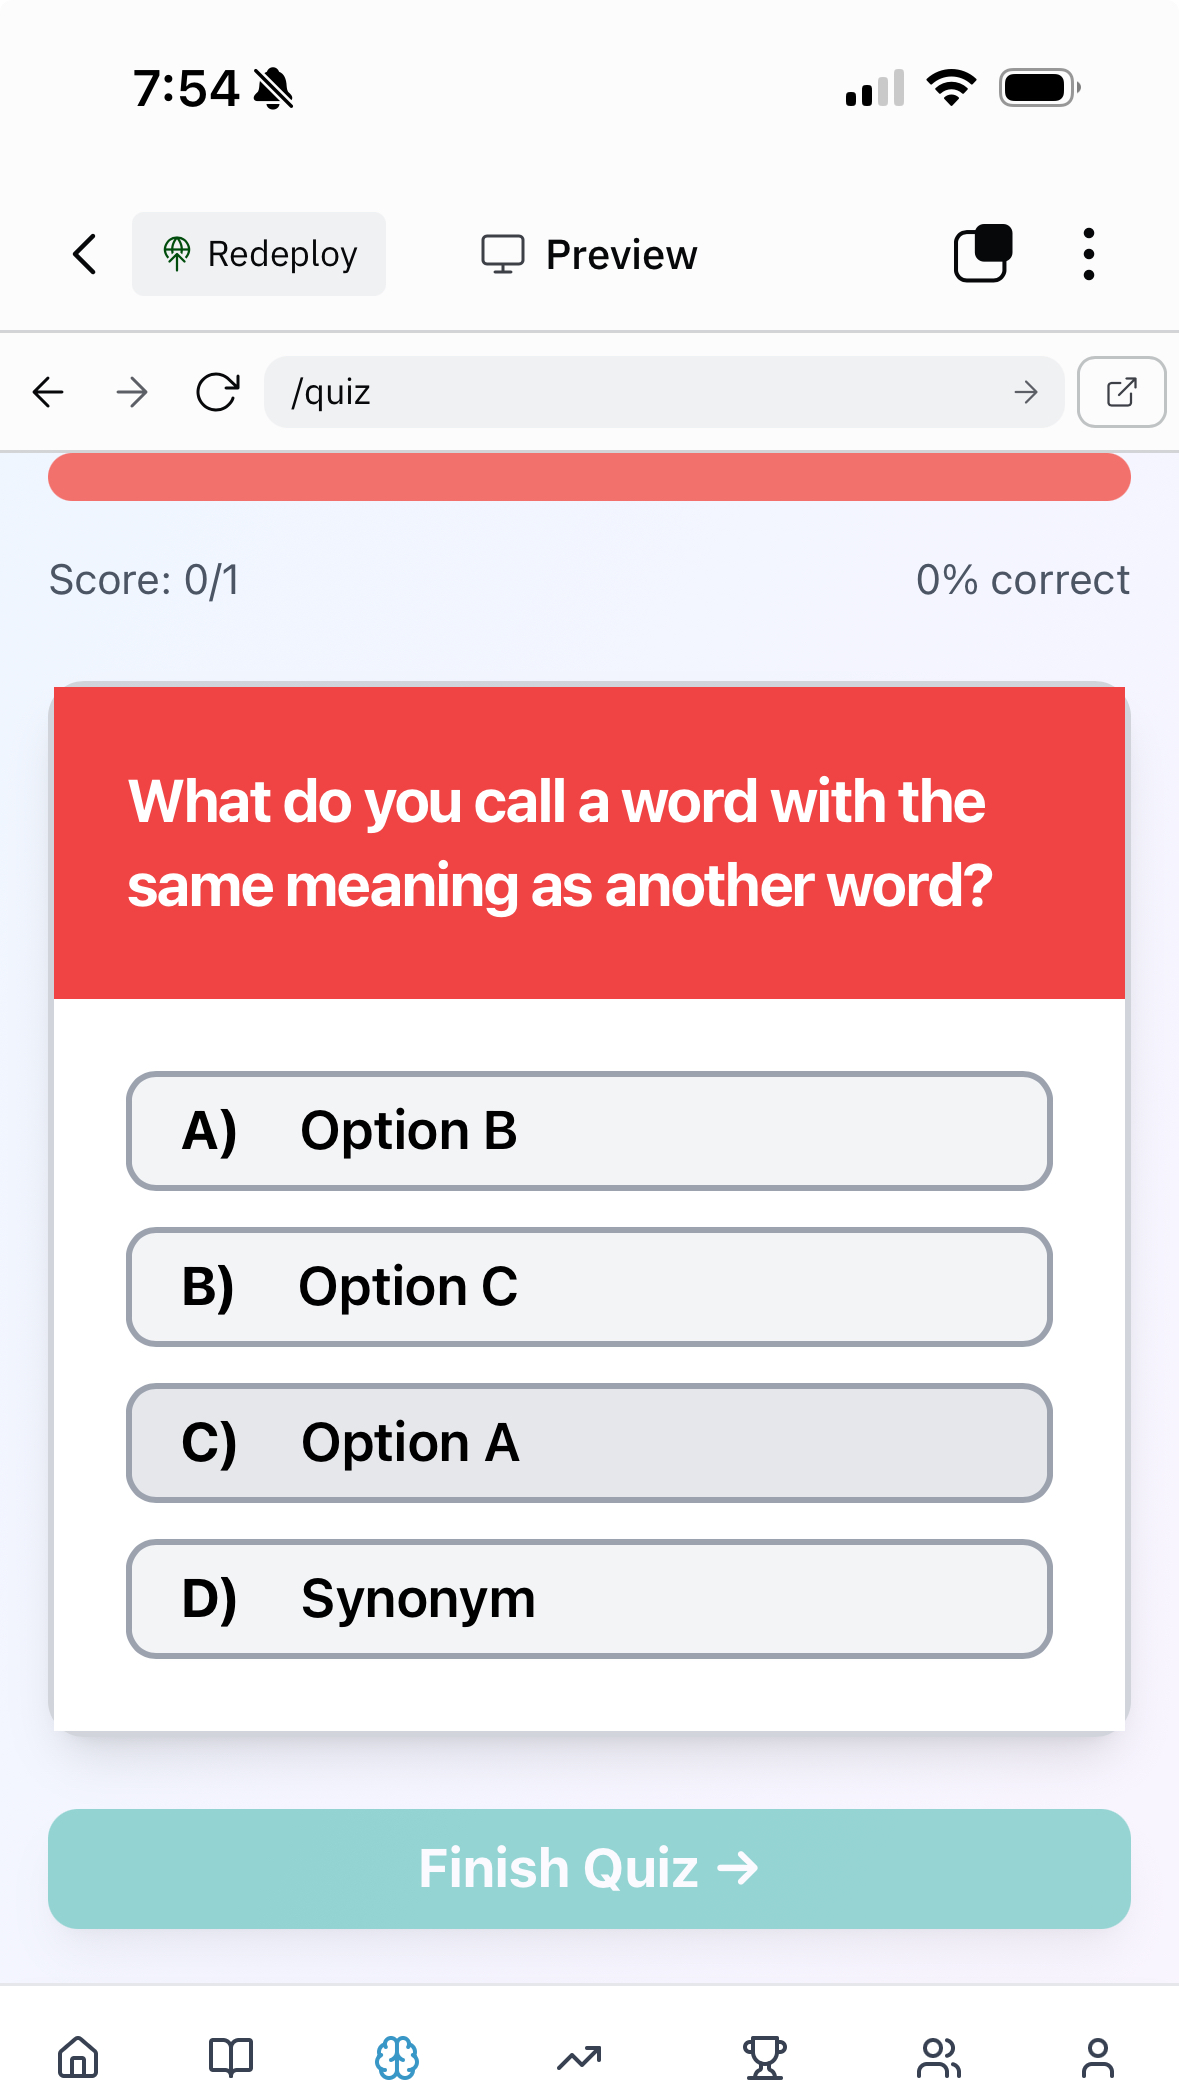 7:54
Redeploy
Preview
/quiz
Score: 0/1
0% correct
What do you call a word with the
same meaning as another word?
A) Option B
B) Option C
C) Option A
D) Synonym
Finish Quiz →